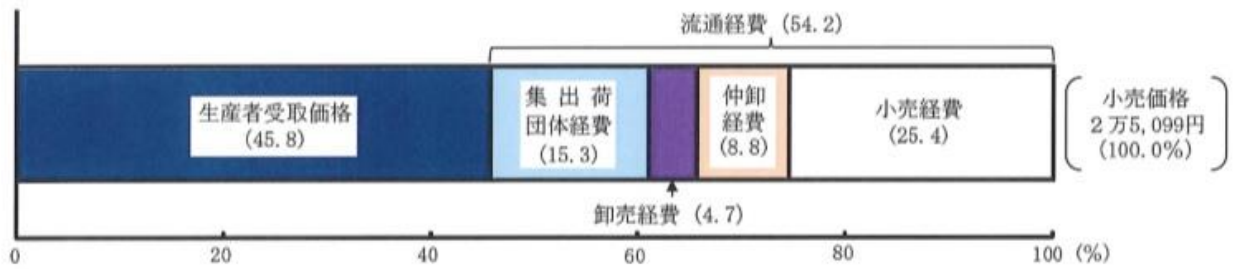 流通経費 (54.2)
生産者受取価格
(45.8)
集出荷
団体経費
(15.3)
仲卸
経費
(8.8)
小売経費
(25.4)
小売価格
2万5,099円
(100.0%)
卸売経費 (4.7)
0 20 40 60 80 100 (%)